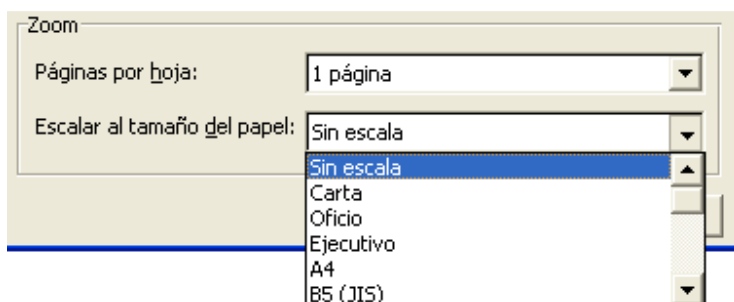 Zoom
Páginas por hoja: 1 página
Escalar al tamaño del papel: Sin escala
Sin escala
Carta
Oficio
Ejecutivo
A4
B5 (JIS)